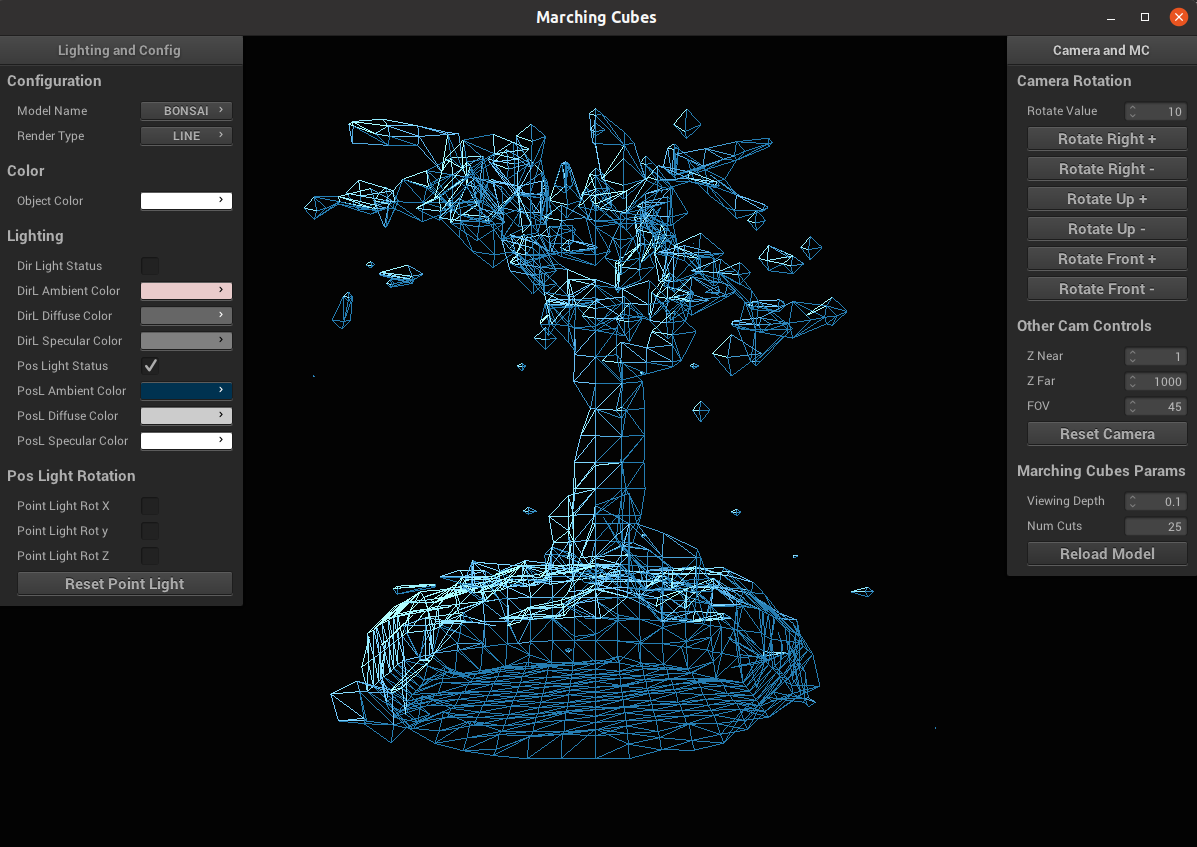 Marching Cubes
Lighting and Config
Configuration
Model Name BONSAI
Render Type LINE
Color
Object Color
Lighting
Dir Light Status
DirL Ambient Color
DirL Diffuse Color
DirL Specular Color
Pos Light Status
PosL Ambient Color
PosL Diffuse Color
PosL Specular Color
Pos Light Rotation
Point Light Rot X
Point Light Rot y
Point Light Rot Z
Reset Point Light
Camera and MC
Camera Rotation
Rotate Value 10
Rotate Right +
Rotate Right -
Rotate Up +
Rotate Up -
Rotate Front +
Rotate Front -
Other Cam Controls
Z Near 1
Z Far 1000
FOV 45
Reset Camera
Marching Cubes Params
Viewing Depth 0.1
Num Cuts 25
Reload Model